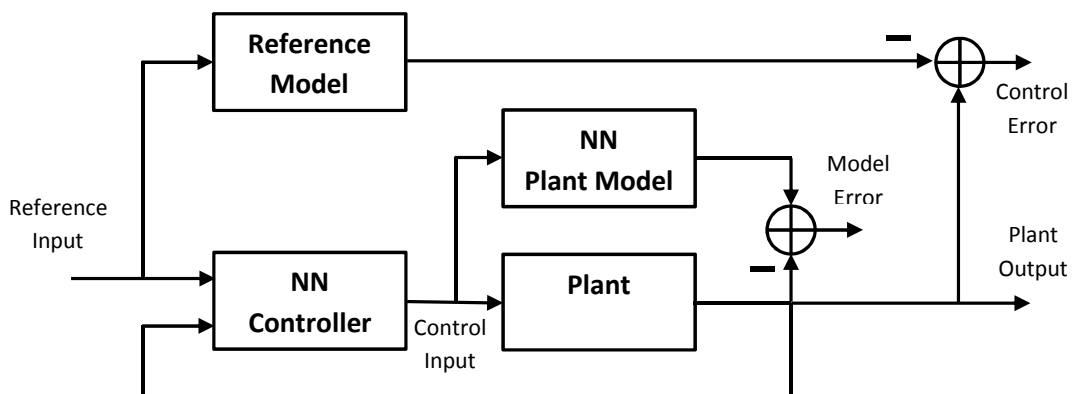 Reference
Model
Control
Error
NN
Plant Model
Model
Error
Reference
Input
NN
Controller
Control
Input
Plant
Plant
Output